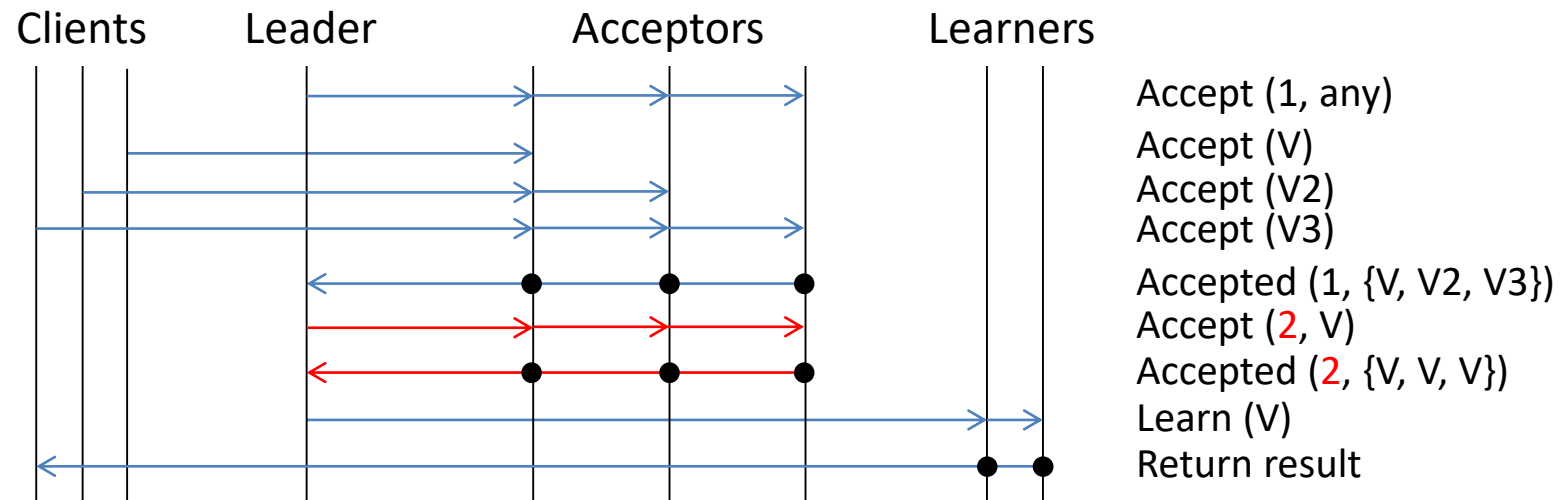 Clients Leader Acceptors Learners
Accept (1, any)
Accept (V)
Accept (V2)
Accept (V3)
Accepted (1, {V, V2, V3})
Accept (2, V)
Accepted (2, {V, V, V})
Learn (V)
Return result